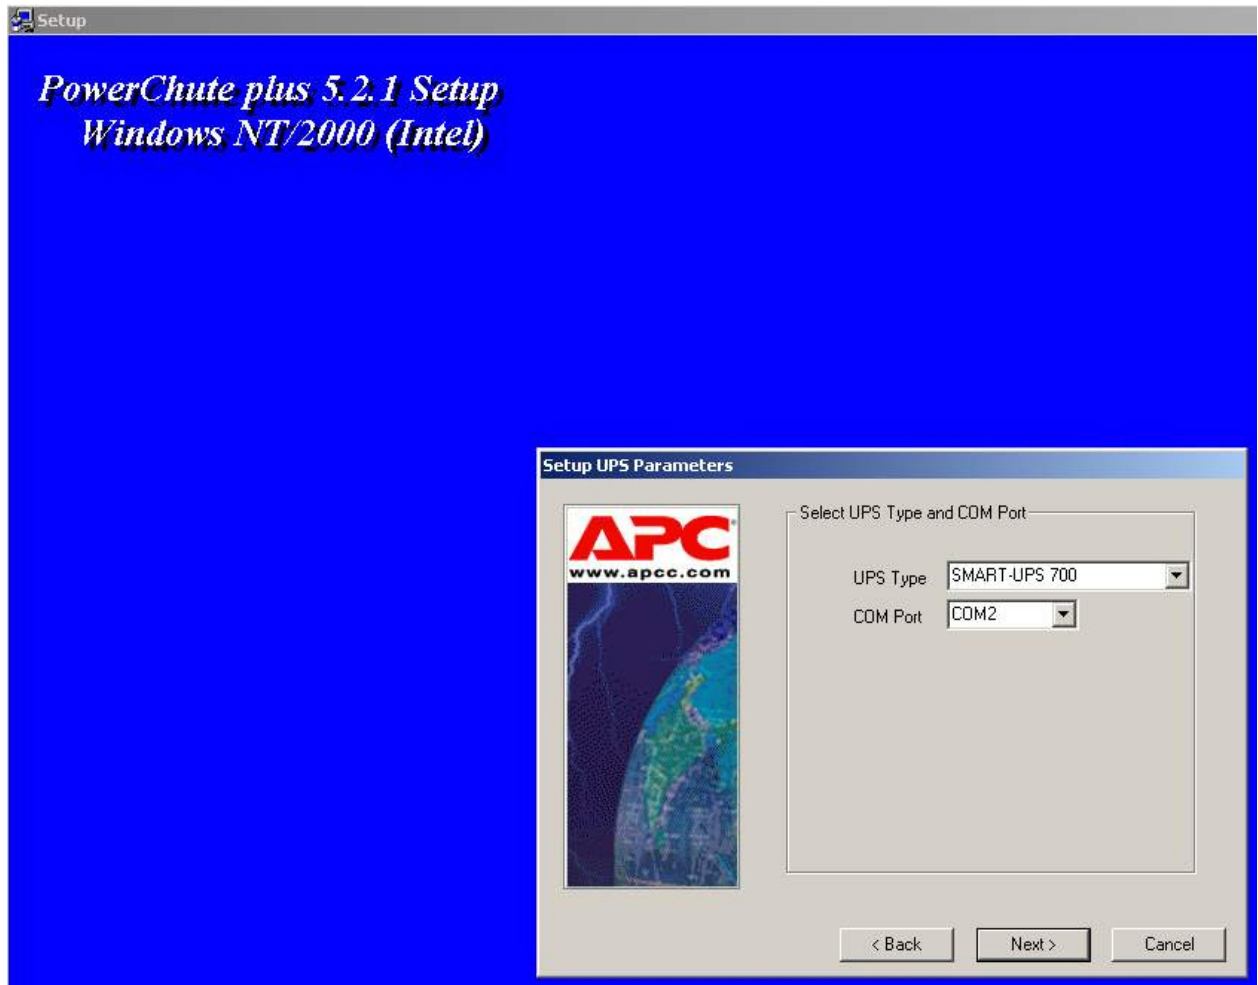 Setup
PowerChute plus 5.2.1 Setup
Windows NT/2000 (Intel)
Setup UPS Parameters
APC
www.apcc.com
Select UPS Type and COM Port
UPS Type SMART-UPS 700
COM Port COM2
< Back Next > Cancel